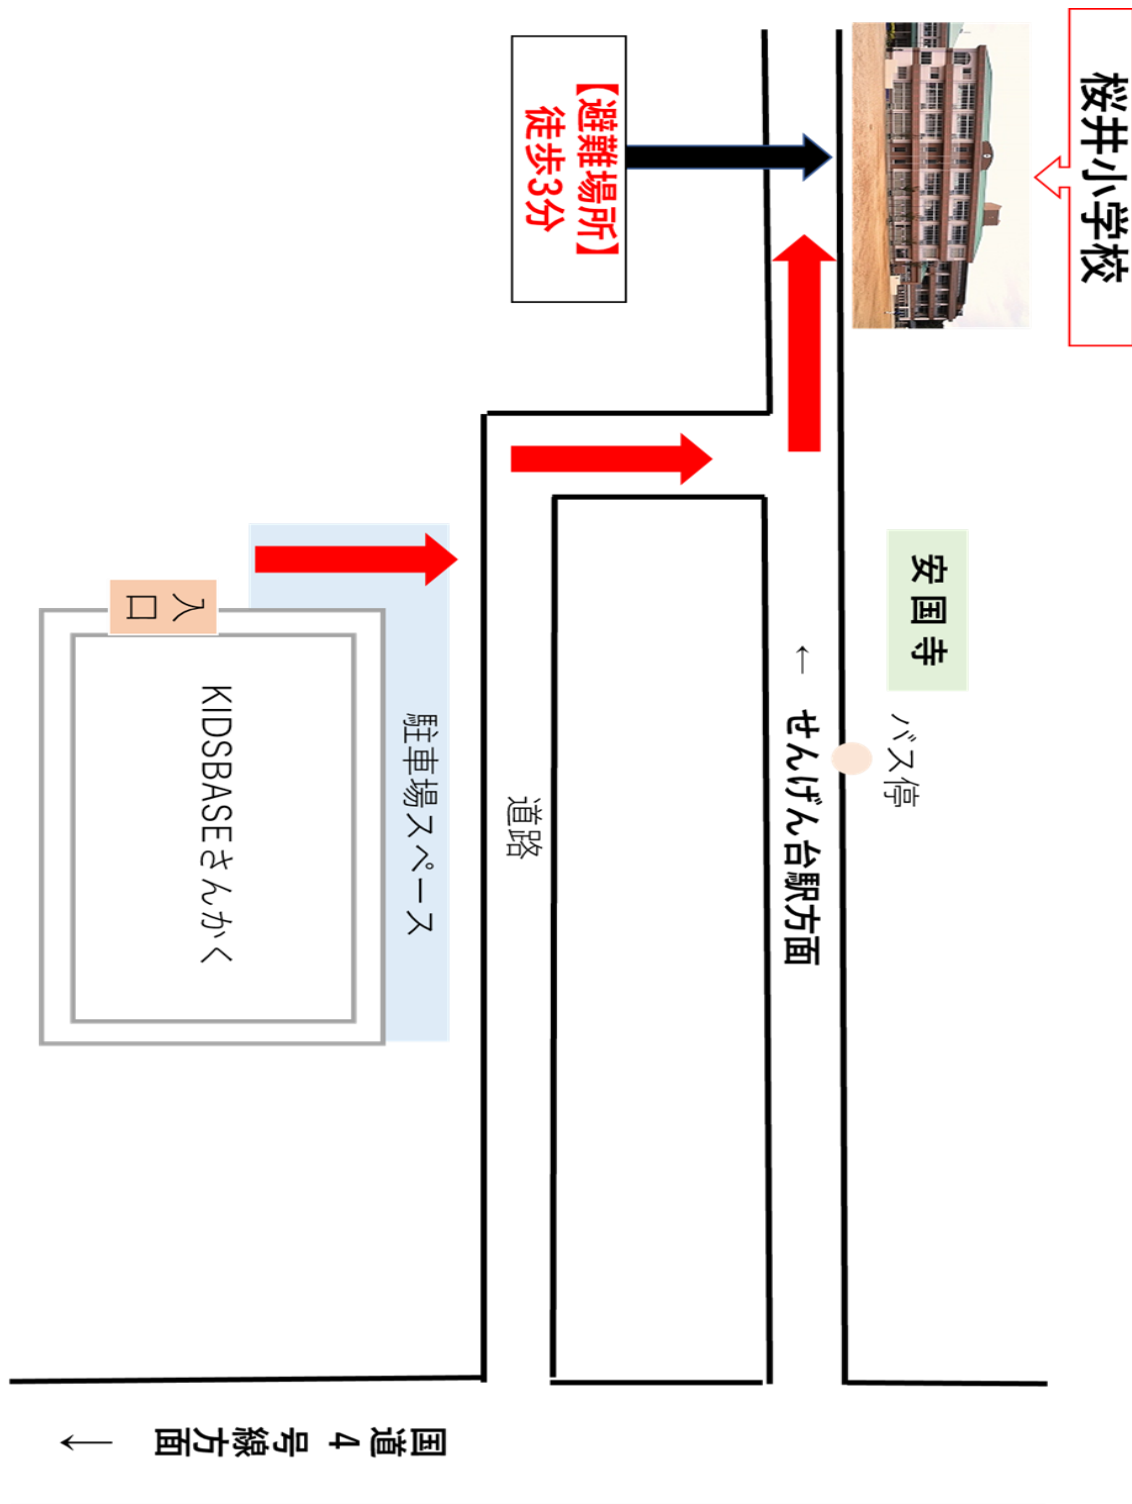 桜井小学校
【避難場所】
徒歩3分
安国寺
バス停
← せんげん台駅方面
道路
駐車場スペース
入口
KIDSBASEさんかく
国道4号線方面